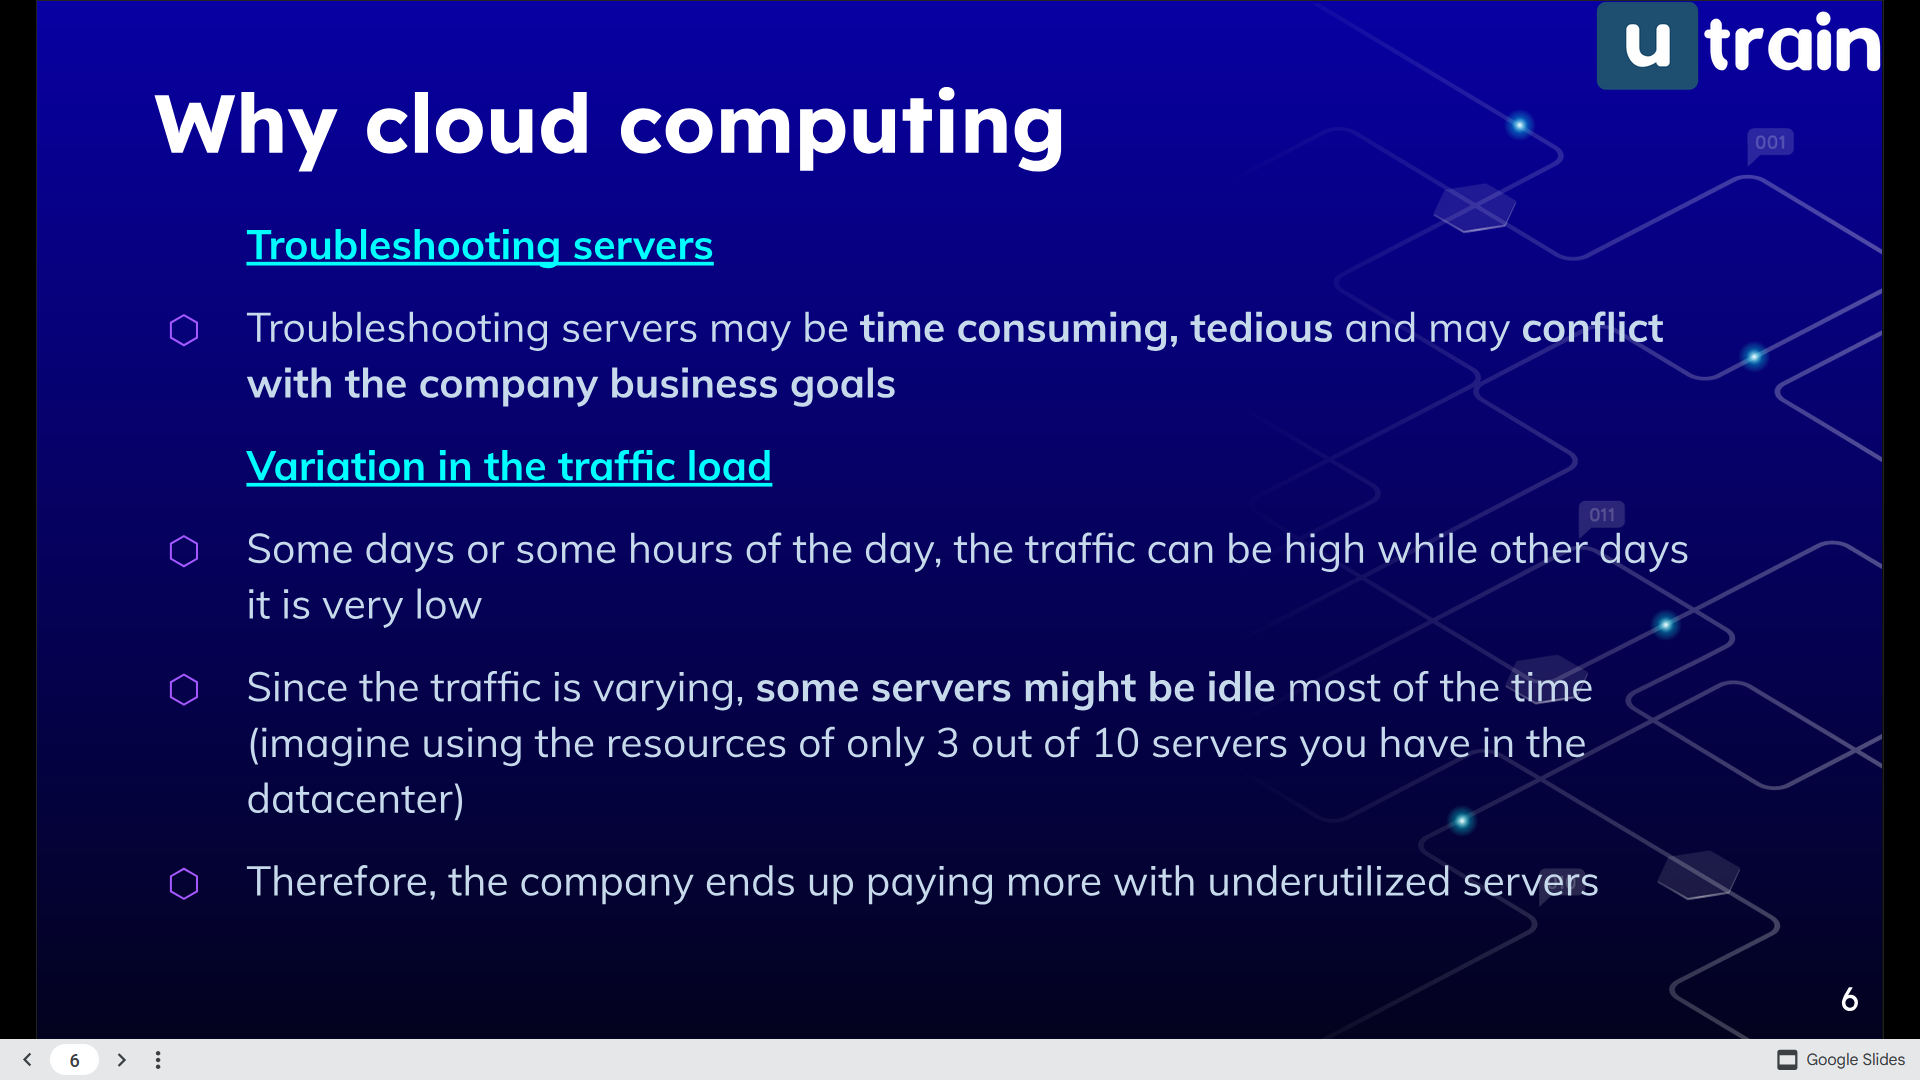 u train
Why cloud computing
001
Troubleshooting servers
Troubleshooting servers may be time consuming, tedious and may conflict
with the company business goals
Variation in the traffic load
011
Some days or some hours of the day, the traffic can be high while other days
it is very low
Since the traffic is varying, some servers might be idle most of the time
(imagine using the resources of only 3 out of 10 servers you have in the
datacenter)
Therefore, the company ends up paying more with underutilized servers
6
6
Google Slides